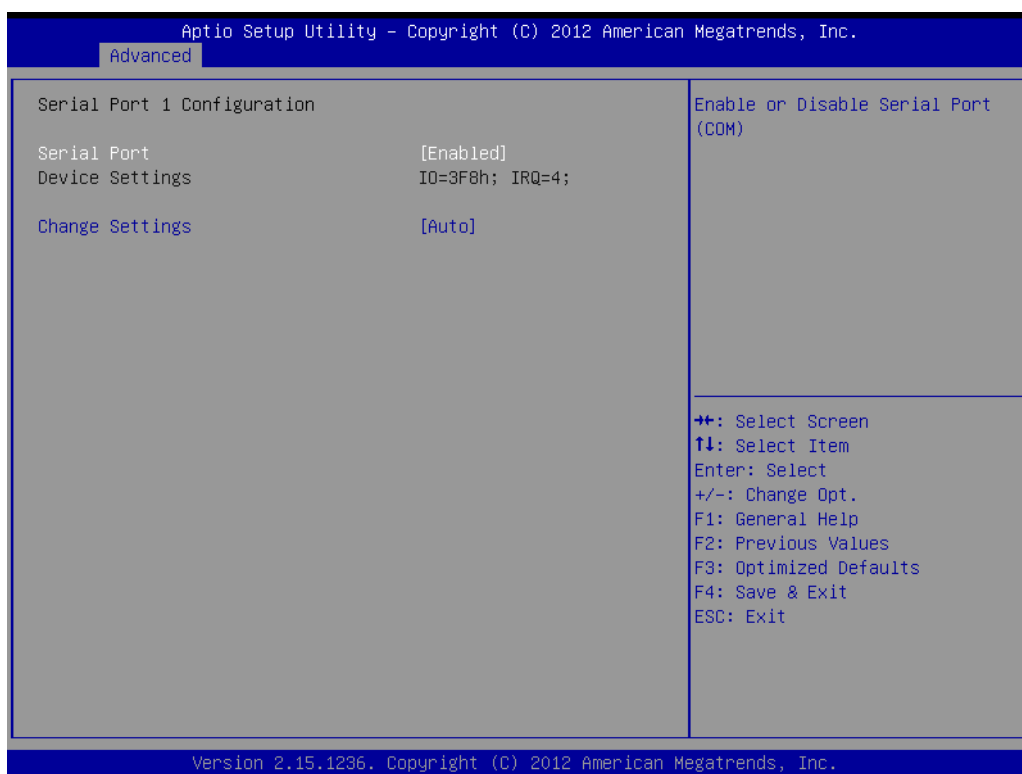 Aptio Setup Utility – Copyright (C) 2012 American Megatrends, Inc.
Advanced
Serial Port 1 Configuration
Serial Port [Enabled]
Device Settings IO=3F8h; IRQ=4;
Change Settings [Auto]
Enable or Disable Serial Port
(COM)
→←: Select Screen
↑↓: Select Item
Enter: Select
+/-: Change Opt.
F1: General Help
F2: Previous Values
F3: Optimized Defaults
F4: Save & Exit
ESC: Exit
Version 2.15.1236. Copyright (C) 2012 American Megatrends, Inc.